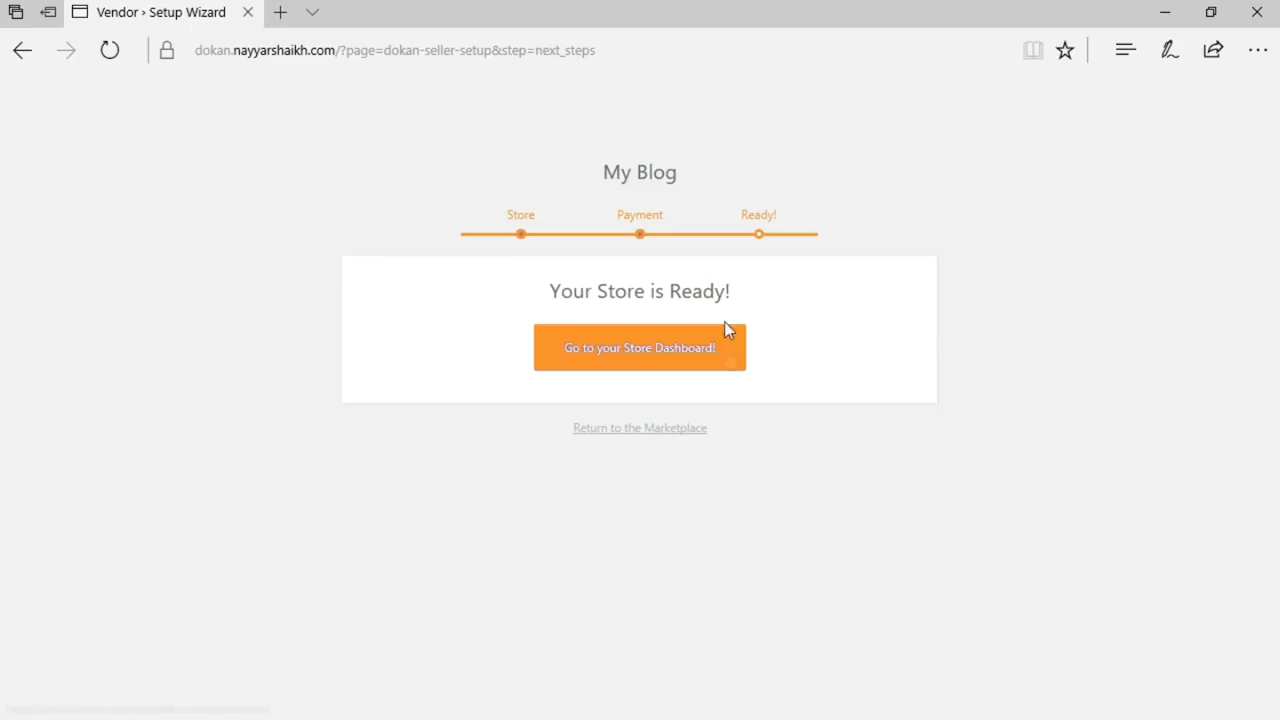 Vendor › Setup Wizard
dokan.nayyarshaikh.com/?page=dokan-seller-setup&step=next_steps
My Blog
Store
Payment
Ready!
Your Store is Ready!
Go to your Store Dashboard!
Return to the Marketplace